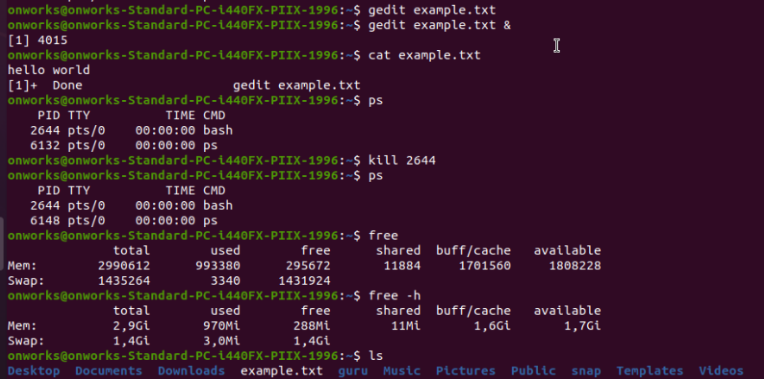 onworks@onworks-Standard-PC-i440FX-PIIX-1996:~$ gedit example.txt
onworks@onworks-Standard-PC-i440FX-PIIX-1996:~$ gedit example.txt &
[1] 4015
onworks@onworks-Standard-PC-i440FX-PIIX-1996:~$ cat example.txt
hello world
[1]+  Done                    gedit example.txt
onworks@onworks-Standard-PC-i440FX-PIIX-1996:~$ ps
    PID TTY          TIME CMD
   2644 pts/0    00:00:00 bash
   6132 pts/0    00:00:00 ps
onworks@onworks-Standard-PC-i440FX-PIIX-1996:~$ kill 2644
onworks@onworks-Standard-PC-i440FX-PIIX-1996:~$ ps
    PID TTY          TIME CMD
   2644 pts/0    00:00:00 bash
   6148 pts/0    00:00:00 ps
onworks@onworks-Standard-PC-i440FX-PIIX-1996:~$ free
              total        used        free      shared  buff/cache   available
Mem:        2990612      993380      295672       11884     1701560     1808228
Swap:       1435264        3340     1431924
onworks@onworks-Standard-PC-i440FX-PIIX-1996:~$ free -h
              total        used        free      shared  buff/cache   available
Mem:          2,9Gi       970Mi       288Mi        11Mi       1,6Gi       1,7Gi
Swap:         1,4Gi       3,0Mi       1,4Gi
onworks@onworks-Standard-PC-i440FX-PIIX-1996:~$ ls
Desktop  Documents  Downloads  example.txt  guru  Music  Pictures  Public  snap  Templates  Videos